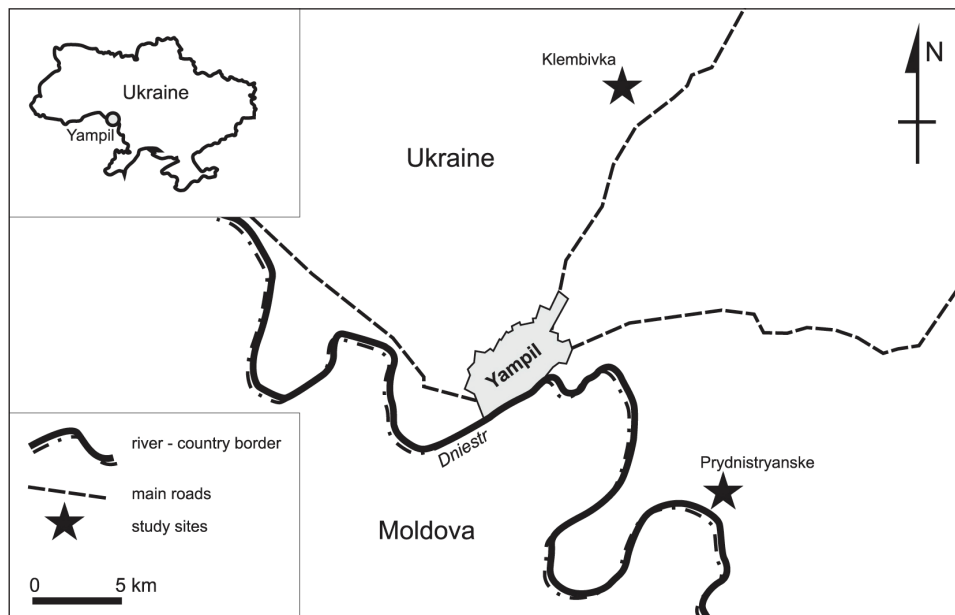 Ukraine
Yampil
Klembivka
N
Ukraine
Yampil
Dniestr
Prydnistryanske
Moldova
river - country border
main roads
study sites
0 5 km